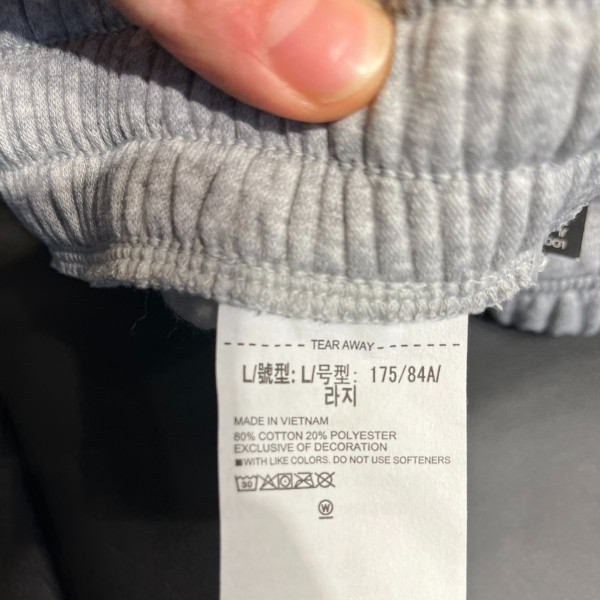 TEAR AWAY
L/號型: L/号型: 175/84A/
라지
MADE IN VIETNAM
80% COTTON 20% POLYESTER
EXCLUSIVE OF DECORATION
■WITH LIKE COLORS. DO NOT USE SOFTENERS
30
W